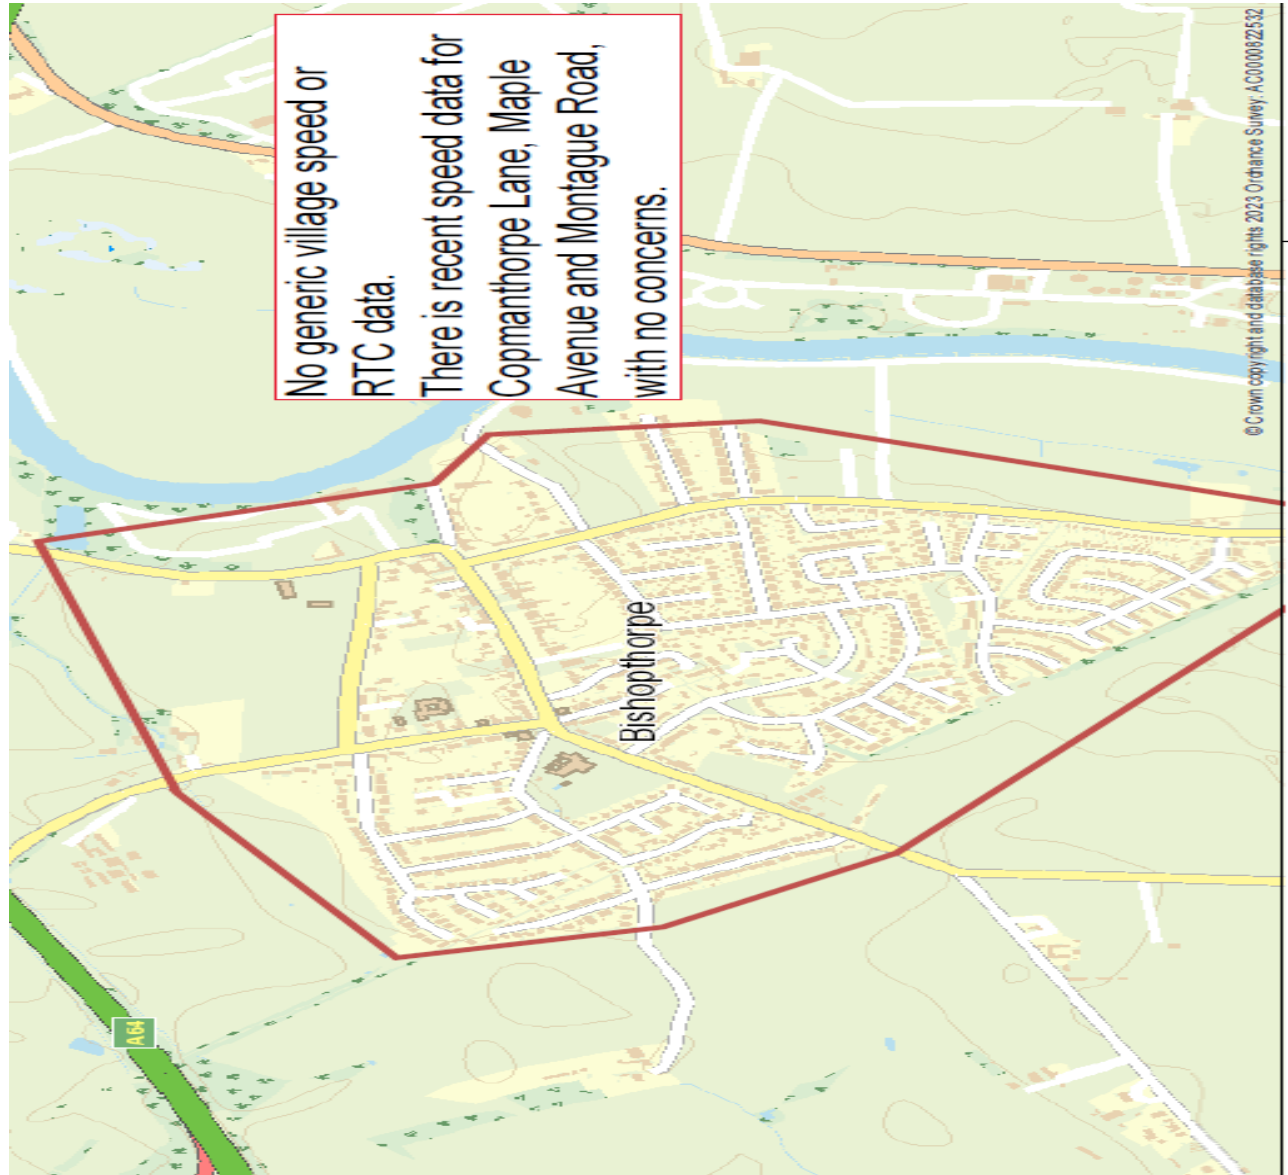 No generic village speed or
RTC data.
There is recent speed data for
Copmanthorpe Lane, Maple
Avenue and Montague Road,
with no concerns.
Bishopthorpe
A64
© Crown copyright and database rights 2023 Ordnance Survey: AC0000822532